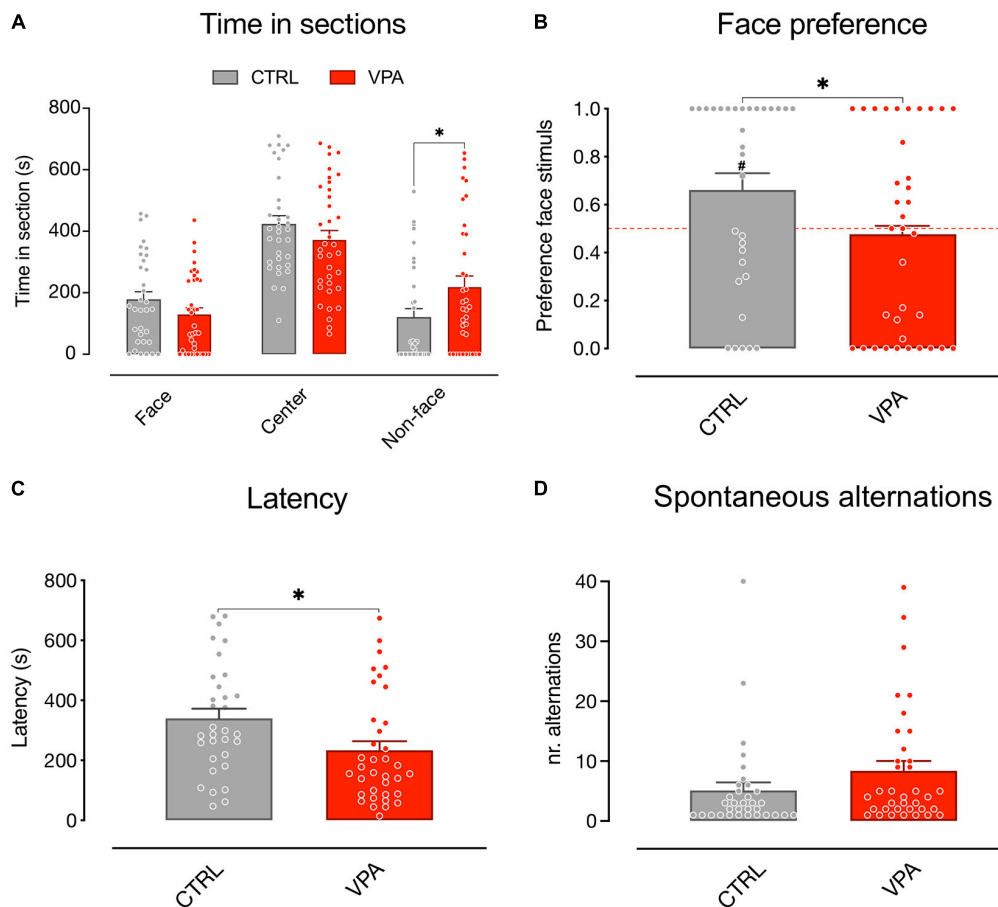 A
Time in sections
CTRL VPA
Time in section (s)
800
600
400
200
0
*
Face
Center
Non-face
B
Face preference
Preference face stimuls
1.0
0.8
0.6
0.4
0.2
0.0
*
#
CTRL
VPA
C
Latency
Latency (s)
800
600
400
200
0
*
CTRL
VPA
D
Spontaneous alternations
nr. alternations
40
30
20
10
0
CTRL
VPA